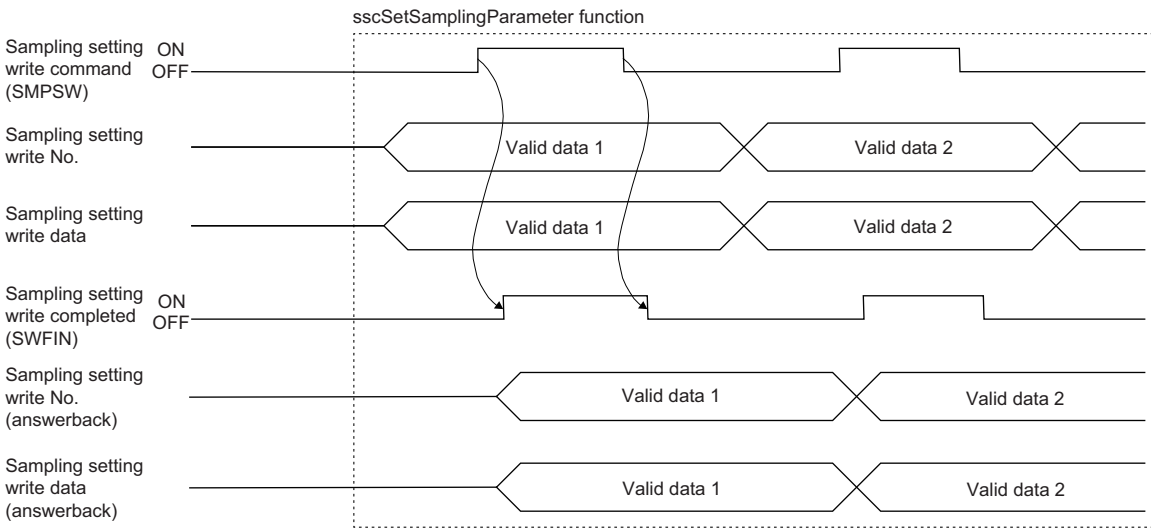 sscSetSamplingParameter function
Sampling setting
write command
(SMPSW)
ON
OFF
Sampling setting
write No.
Valid data 1
Valid data 2
Sampling setting
write data
Valid data 1
Valid data 2
Sampling setting
write completed
(SWFIN)
ON
OFF
Sampling setting
write No.
(answerback)
Valid data 1
Valid data 2
Sampling setting
write data
(answerback)
Valid data 1
Valid data 2